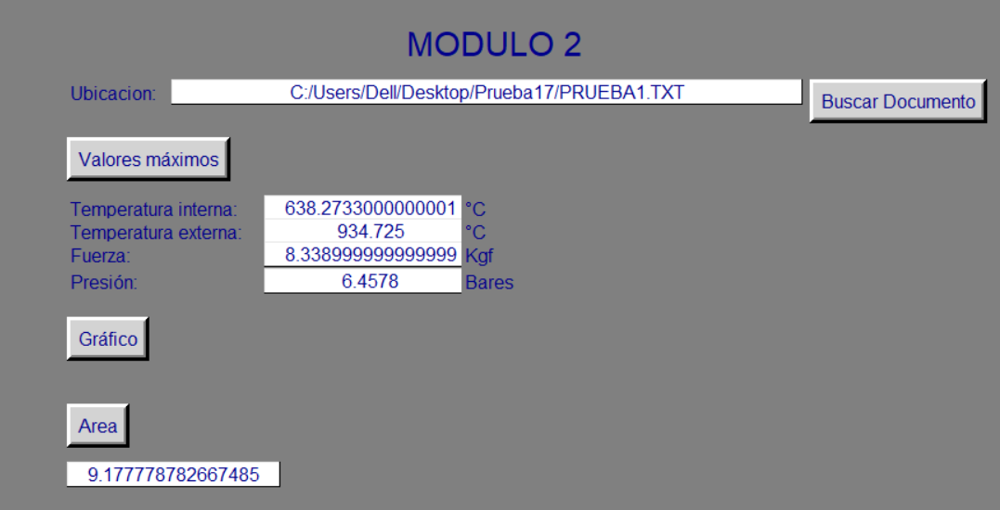 MODULO 2
Ubicacion: C:/Users/Dell/Desktop/Prueba17/PRUEBA1.TXT Buscar Documento
Valores máximos
Temperatura interna: 638.2733000000001 °C
Temperatura externa: 934.725 °C
Fuerza: 8.338999999999999 Kgf
Presión: 6.4578 Bares
Gráfico
Area
9.177778782667485